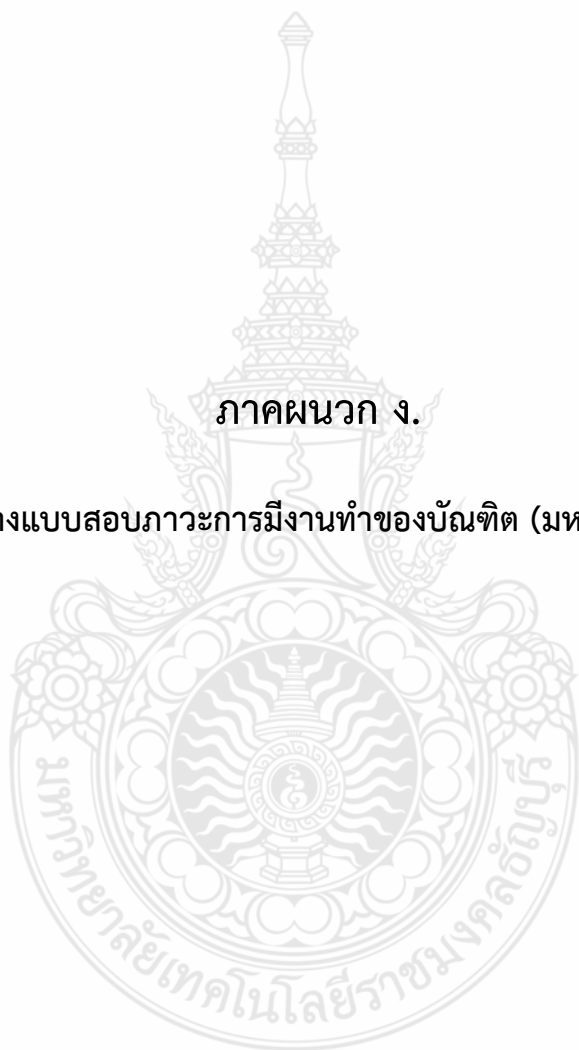 ภาคผนวก ง.
างแบบสอบภาวะการมีงานทำของบัณฑิต (มห
มหาวิทยาลัยเทคโนโลยีราชมงคลธัญบุรี